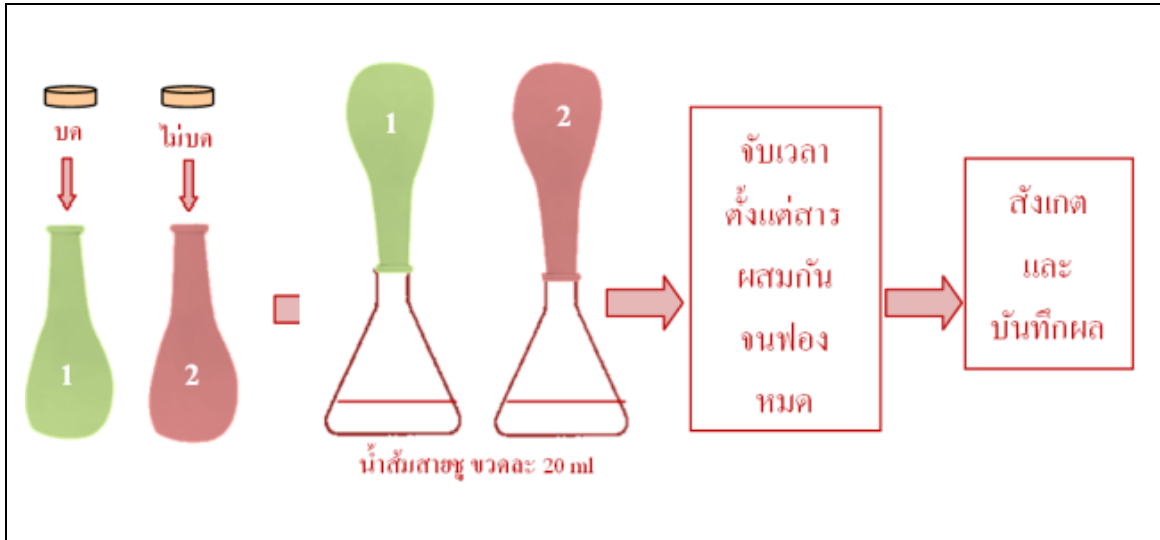 บด
ไม่บด
1
2
1
2
น้ำส้มสายชู ขวดละ 20 ml
จับเวลา
ตั้งแต่สาร
ผสมกัน
จนฟอง
หมด
สังเกต
และ
บันทึกผล